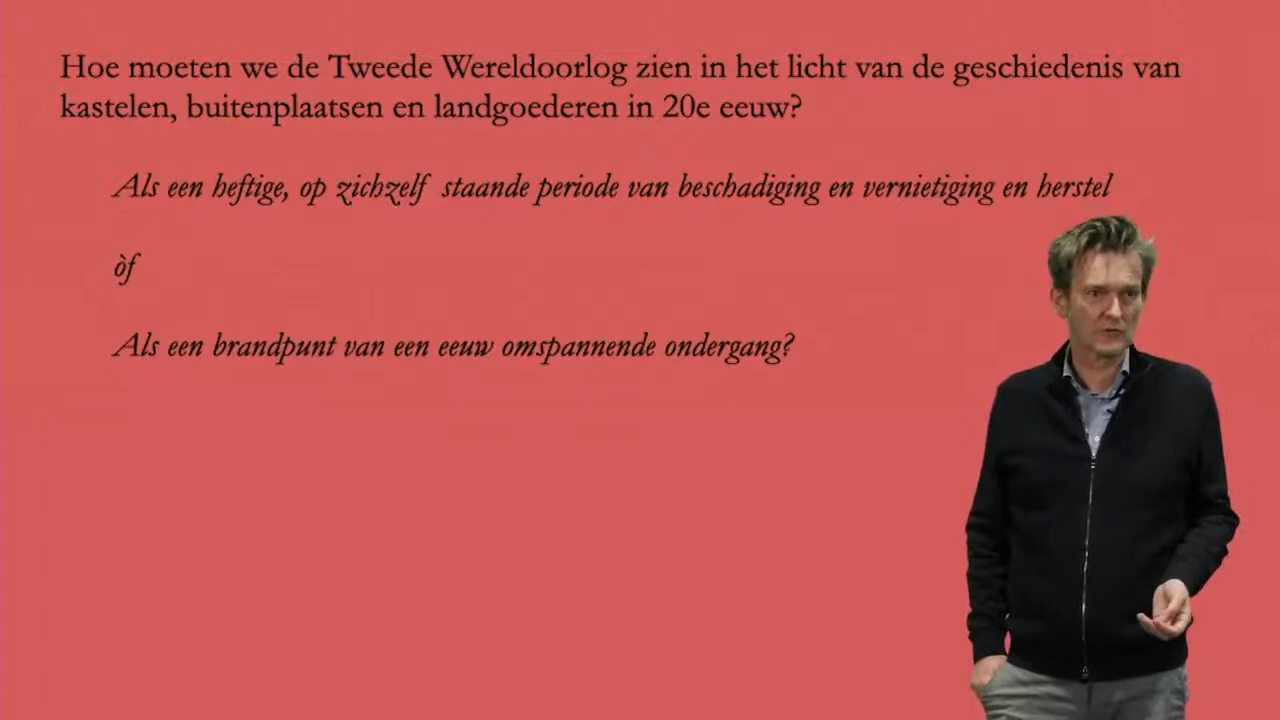 Hoe moeten we de Tweede Wereldoorlog zien in het licht van de geschiedenis van
kastelen, buitenplaatsen en landgoederen in 20e eeuw?
Als een heftige, op zichzelf staande periode van beschadiging en vernietiging en herstel
òf
Als een brandpunt van een eeuw omspannende ondergang?